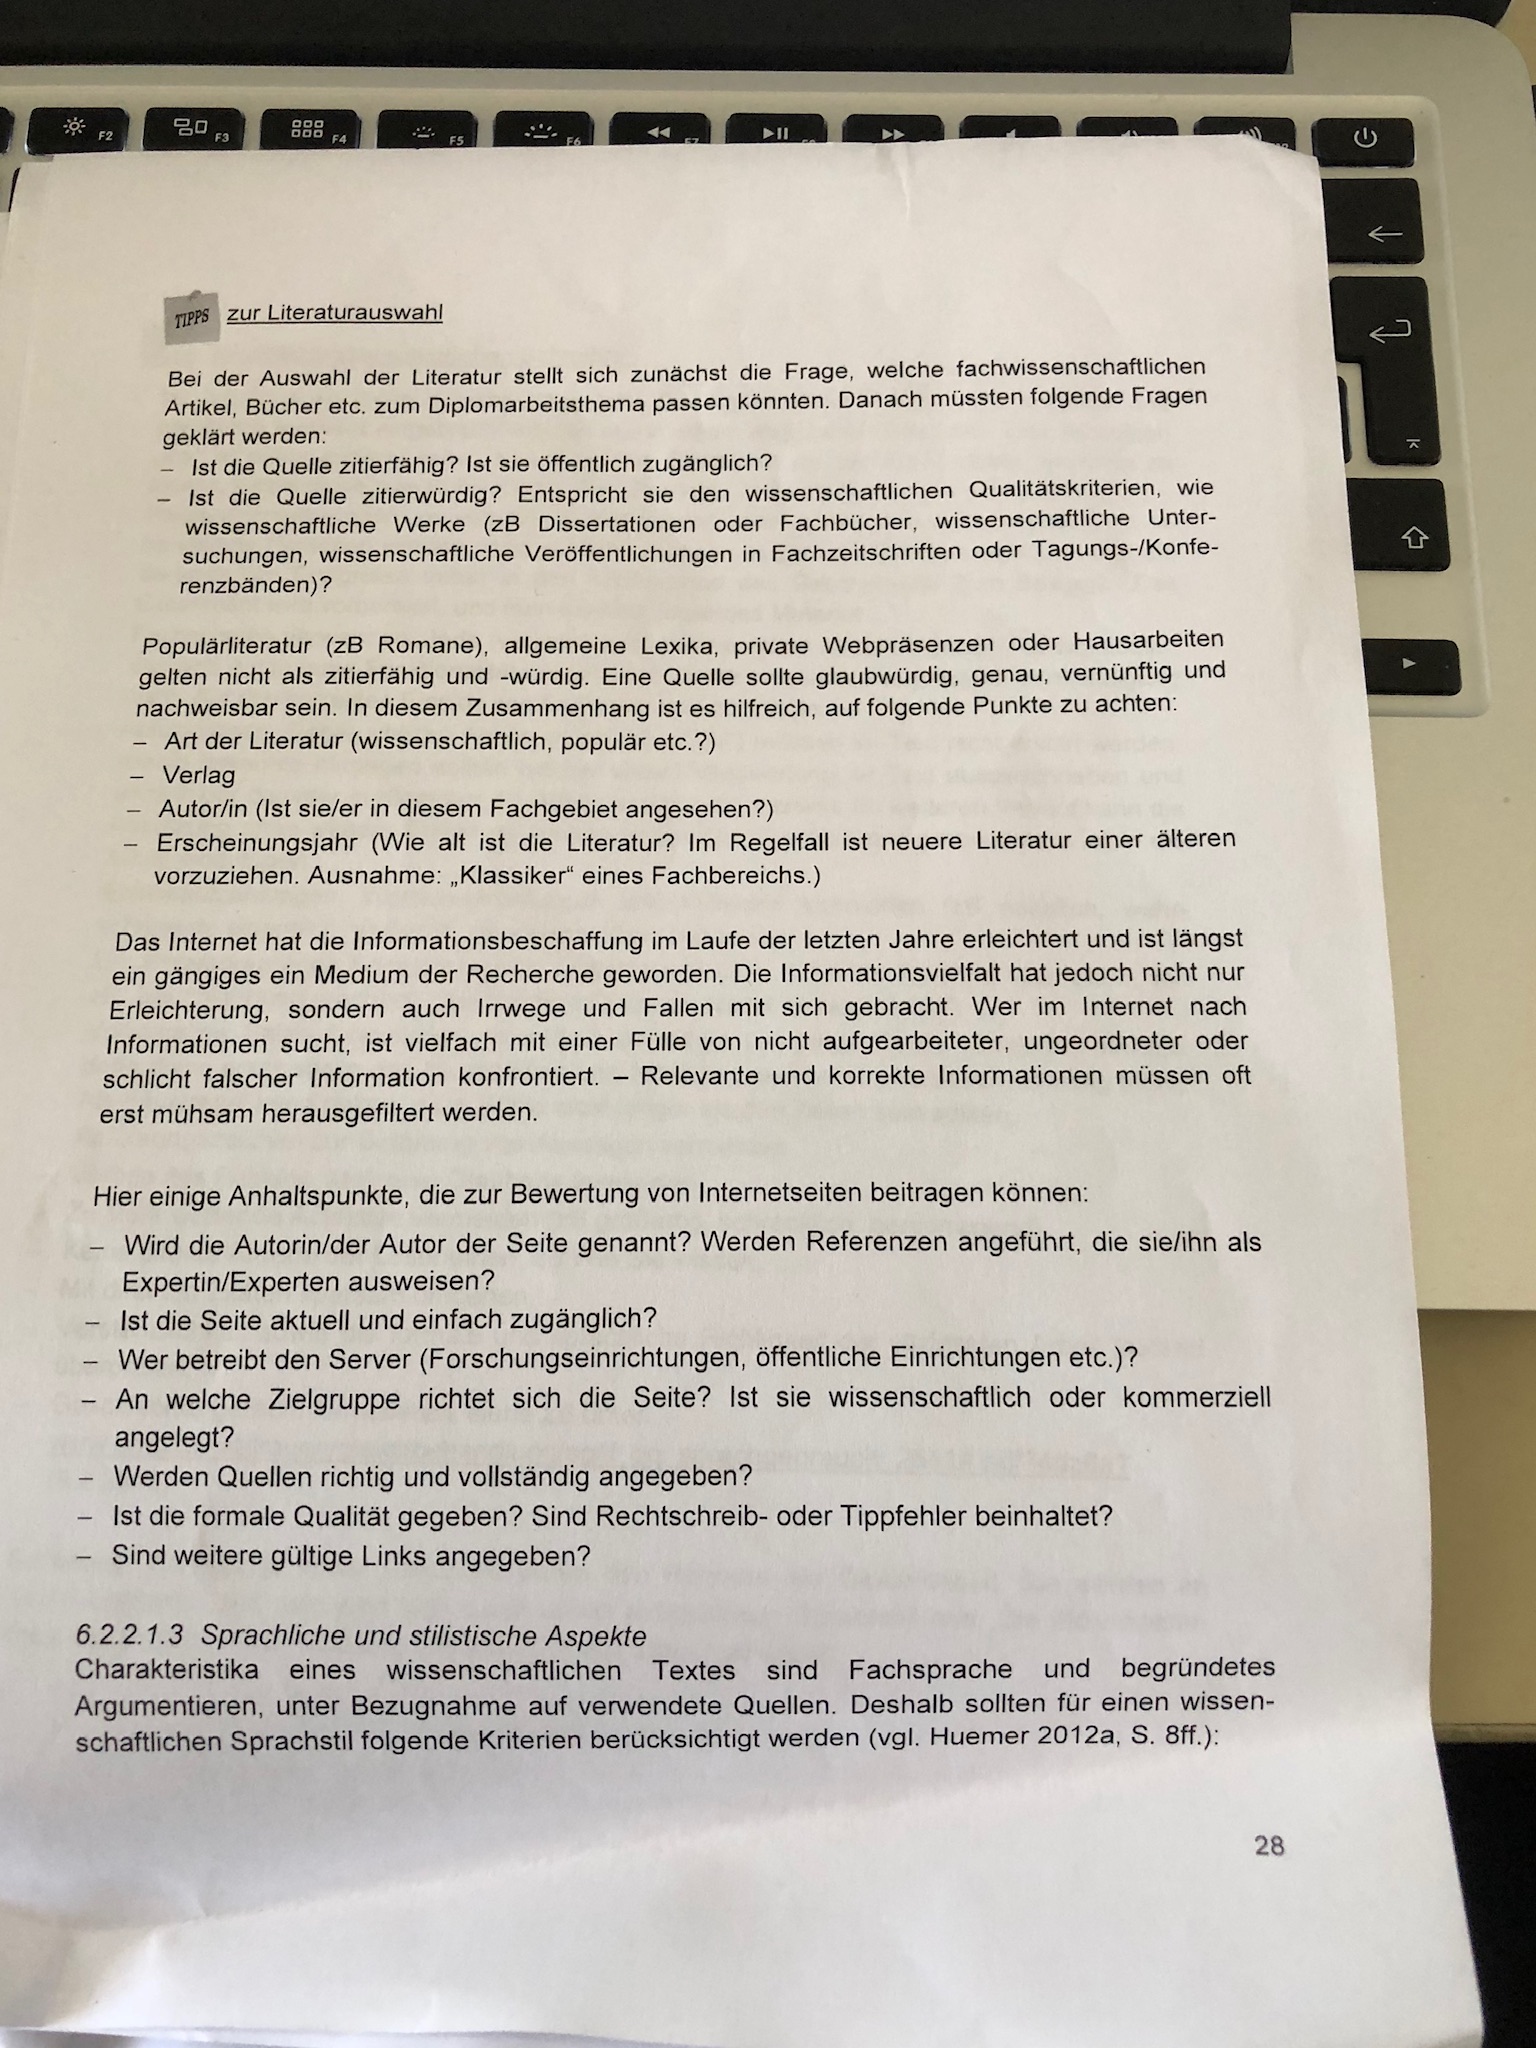 F2
F3
F4
F5
F6
F7
TIPPS zur Literaturauswahl
Bei der Auswahl der Literatur stellt sich zunächst die Frage, welche fachwissenschaftlichen
Artikel, Bücher etc. zum Diplomarbeitsthema passen könnten. Danach müssten folgende Fragen
geklärt werden:
– Ist die Quelle zitierfähig? Ist sie öffentlich zugänglich?
– Ist die Quelle zitierwürdig? Entspricht sie den wissenschaftlichen Qualitätskriterien, wie
wissenschaftliche Werke (zB Dissertationen oder Fachbücher, wissenschaftliche Unter-
suchungen, wissenschaftliche Veröffentlichungen in Fachzeitschriften oder Tagungs-/Konfe-
renzbänden)?
Populärliteratur (zB Romane), allgemeine Lexika, private Webpräsenzen oder Hausarbeiten
gelten nicht als zitierfähig und -würdig. Eine Quelle sollte glaubwürdig, genau, vernünftig und
nachweisbar sein. In diesem Zusammenhang ist es hilfreich, auf folgende Punkte zu achten:
– Art der Literatur (wissenschaftlich, populär etc.?)
– Verlag
– Autor/in (Ist sie/er in diesem Fachgebiet angesehen?)
– Erscheinungsjahr (Wie alt ist die Literatur? Im Regelfall ist neuere Literatur einer älteren
vorzuziehen. Ausnahme: „Klassiker“ eines Fachbereichs.)
Das Internet hat die Informationsbeschaffung im Laufe der letzten Jahre erleichtert und ist längst
ein gängiges ein Medium der Recherche geworden. Die Informationsvielfalt hat jedoch nicht nur
Erleichterung, sondern auch Irrwege und Fallen mit sich gebracht. Wer im Internet nach
Informationen sucht, ist vielfach mit einer Fülle von nicht aufgearbeiteter, ungeordneter oder
schlicht falscher Information konfrontiert. – Relevante und korrekte Informationen müssen oft
erst mühsam herausgefiltert werden.
Hier einige Anhaltspunkte, die zur Bewertung von Internetseiten beitragen können:
– Wird die Autorin/der Autor der Seite genannt? Werden Referenzen angeführt, die sie/ihn als
Expertin/Experten ausweisen?
– Ist die Seite aktuell und einfach zugänglich?
– Wer betreibt den Server (Forschungseinrichtungen, öffentliche Einrichtungen etc.)?
– An welche Zielgruppe richtet sich die Seite? Ist sie wissenschaftlich oder kommerziell
angelegt?
– Werden Quellen richtig und vollständig angegeben?
– Ist die formale Qualität gegeben? Sind Rechtschreib- oder Tippfehler beinhaltet?
– Sind weitere gültige Links angegeben?
6.2.2.1.3 Sprachliche und stilistische Aspekte
Charakteristika eines wissenschaftlichen Textes sind Fachsprache und begründetes
Argumentieren, unter Bezugnahme auf verwendete Quellen. Deshalb sollten für einen wissen-
schaftlichen Sprachstil folgende Kriterien berücksichtigt werden (vgl. Huemer 2012a, S. 8ff.):
28